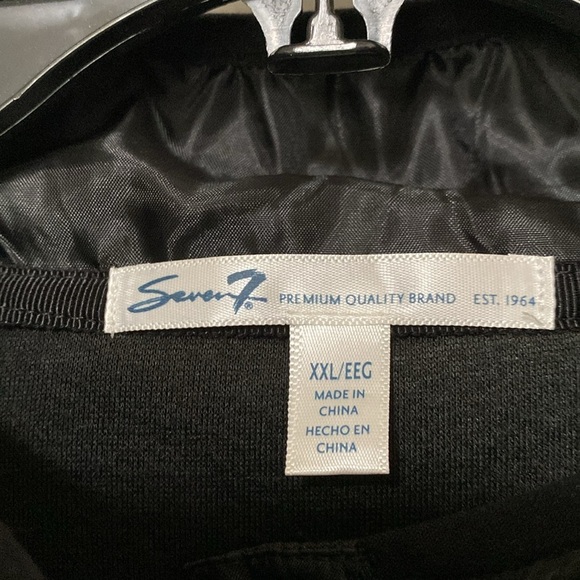 Seven7® PREMIUM QUALITY BRAND EST. 1964
XXL/EEG
MADE IN
CHINA
HECHO EN
CHINA